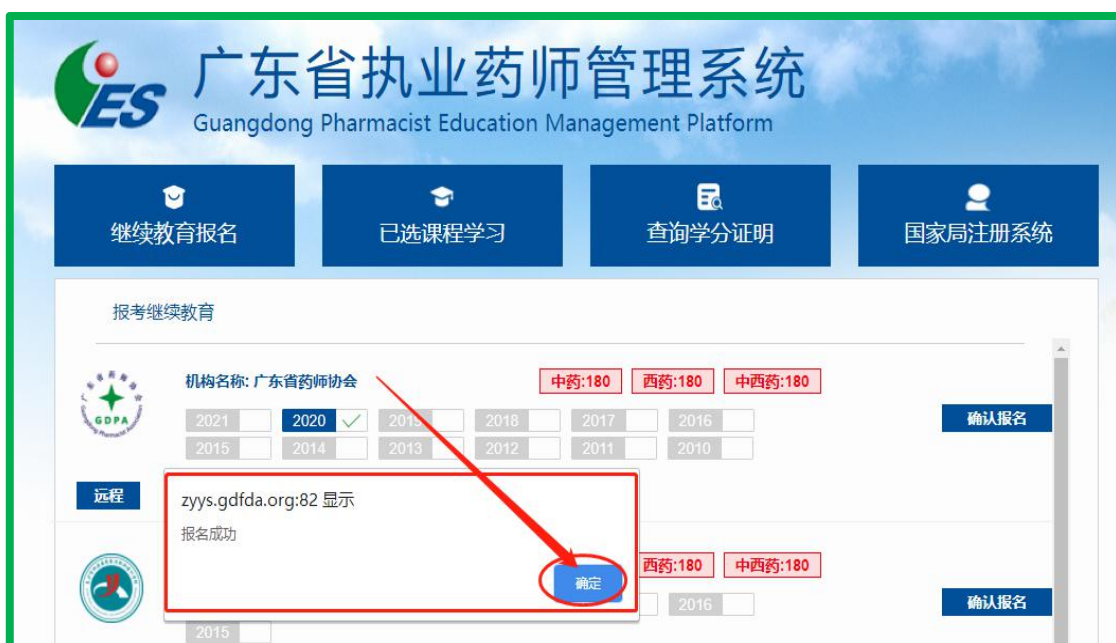 YES
广东省执业药师管理系统
Guangdong Pharmacist Education Management Platform
继续教育报名
已选课程学习
查询学分证明
国家局注册系统
报考继续教育
机构名称: 广东省药师协会
中药:180 西药:180 中西药:180
2021 2020 2019 2018 2017 2016
确认报名
2015 2014 2013 2012 2011 2010
GDPA
远程
zyys.gdfda.org:82 显示
报名成功
确定
西药:180 中西药:180
2016
确认报名
2015